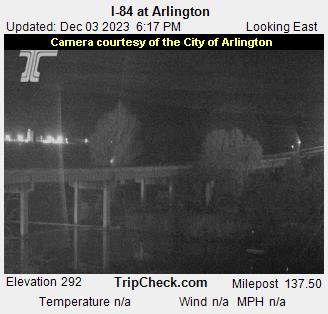 I-84 at Arlington
Updated: Dec 03 2023 6:17 PM Looking East
Camera courtesy of the City of Arlington
Elevation 292 TripCheck.com Milepost 137.50
Temperature n/a Wind n/a MPH n/a